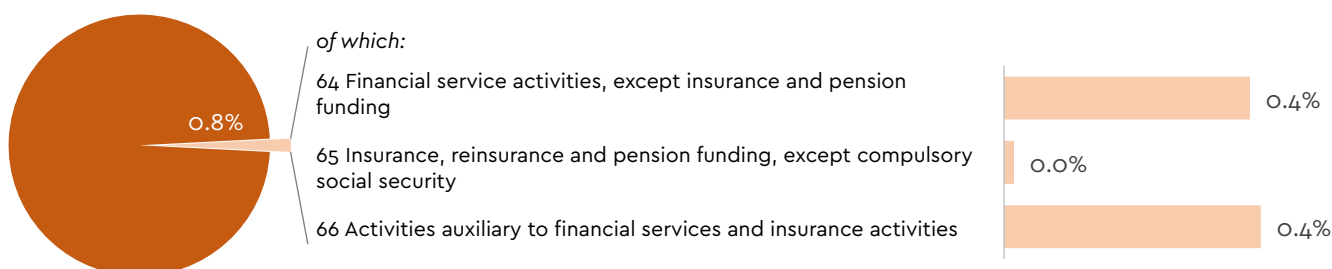 of which:
64 Financial service activities, except insurance and pension
funding
0.4%
0.8%
65 Insurance, reinsurance and pension funding, except compulsory
social security
0.0%
66 Activities auxiliary to financial services and insurance activities
0.4%